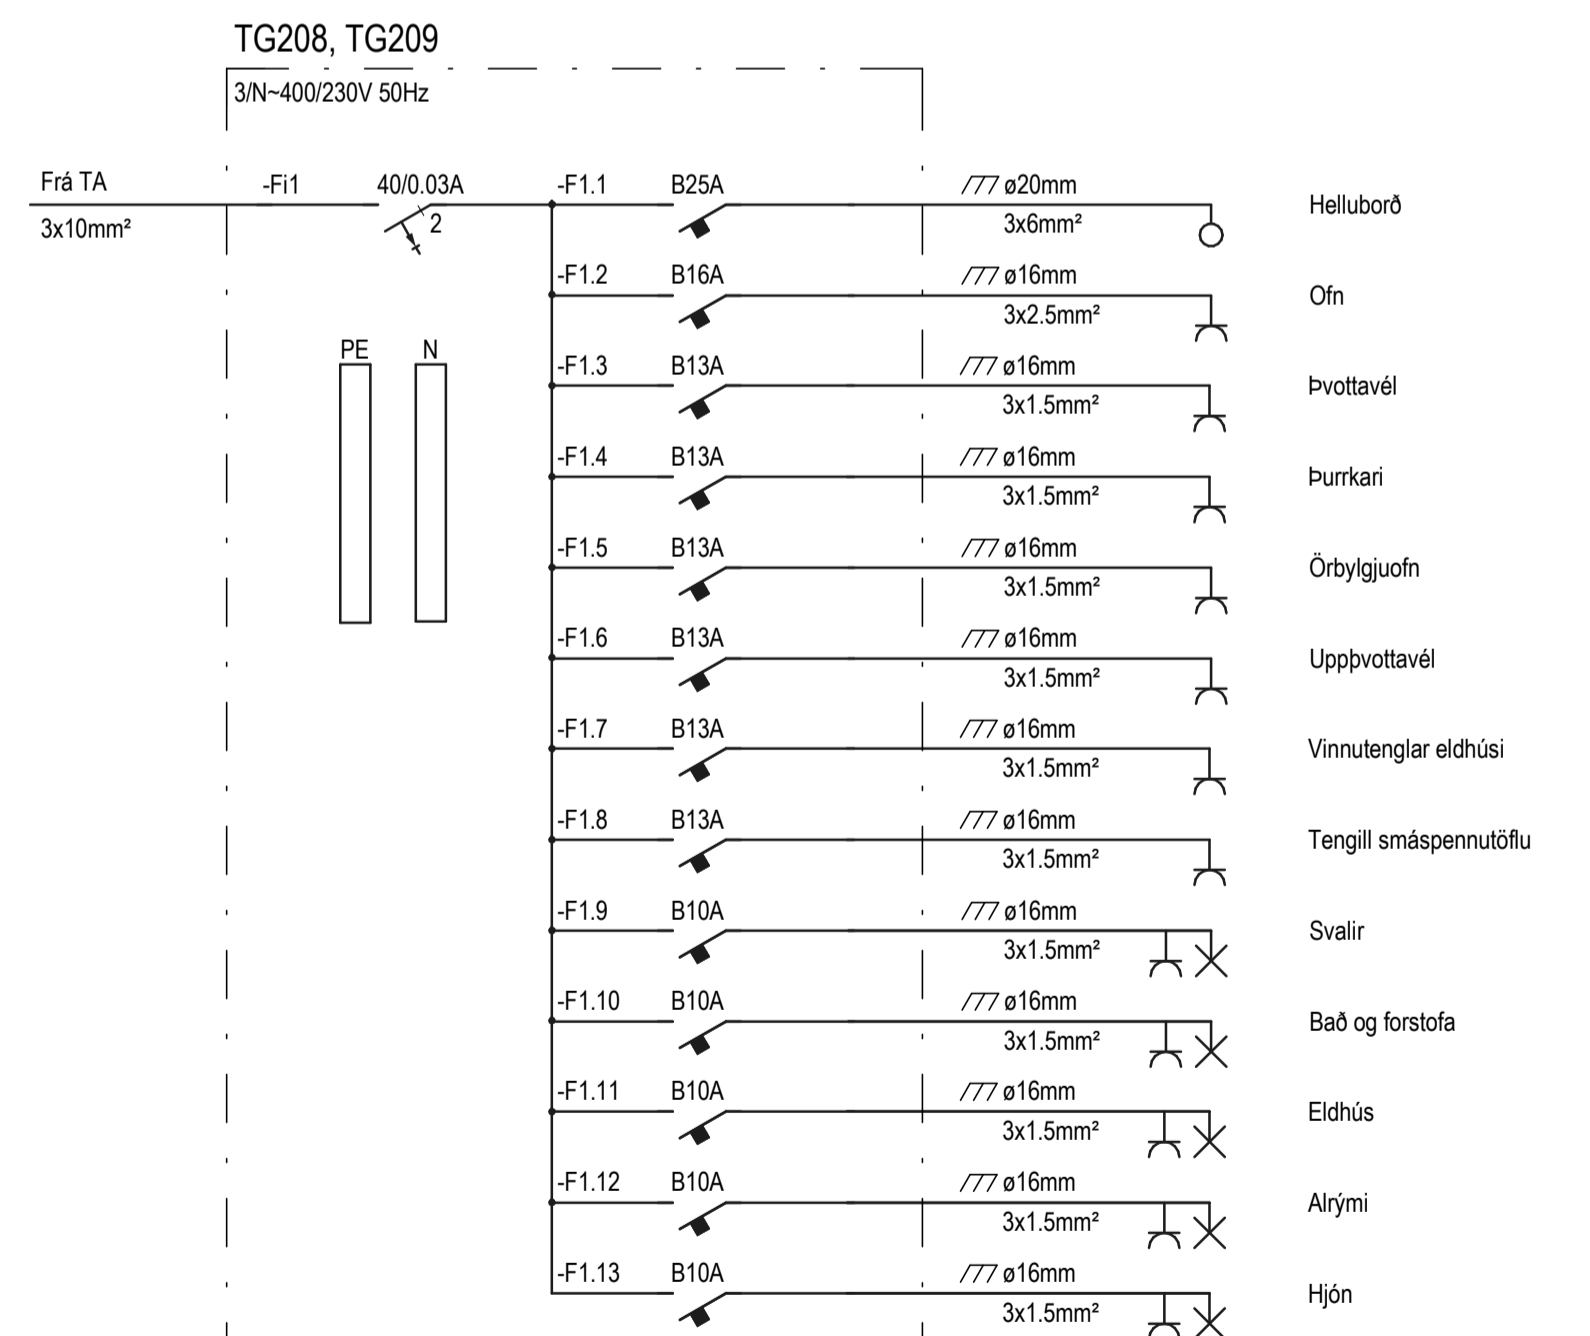 TG208, TG209
3/N~400/230V 50Hz
Frá TA
3x10mm²
-Fi1
40/0.03A
2
PE
N
-F1.1 B25A ø20mm Helluborð
3x6mm²
-F1.2 B16A ø16mm Ofn
3x2.5mm²
-F1.3 B13A ø16mm Þvottavél
3x1.5mm²
-F1.4 B13A ø16mm Þurrkari
3x1.5mm²
-F1.5 B13A ø16mm Örbylgjuofn
3x1.5mm²
-F1.6 B13A ø16mm Uppþvottavél
3x1.5mm²
-F1.7 B13A ø16mm Vinnutenglar eldhúsi
3x1.5mm²
-F1.8 B13A ø16mm Tengill smáspennutöflu
3x1.5mm²
-F1.9 B10A ø16mm Svalir
3x1.5mm²
-F1.10 B10A ø16mm Bað og forstofa
3x1.5mm²
-F1.11 B10A ø16mm Eldhús
3x1.5mm²
-F1.12 B10A ø16mm Alrými
3x1.5mm²
-F1.13 B10A ø16mm Hjón
3x1.5mm²